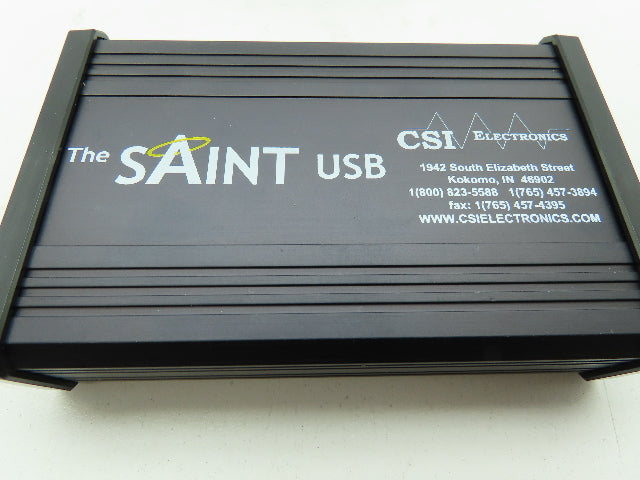 The SAINT USB
CSI ELECTRONICS
1942 South Elizabeth Street
Kokomo, IN 46902
1(800) 823-5588 1(765) 457-3894
fax: 1(765) 457-4395
WWW.CSIELECTRONICS.COM